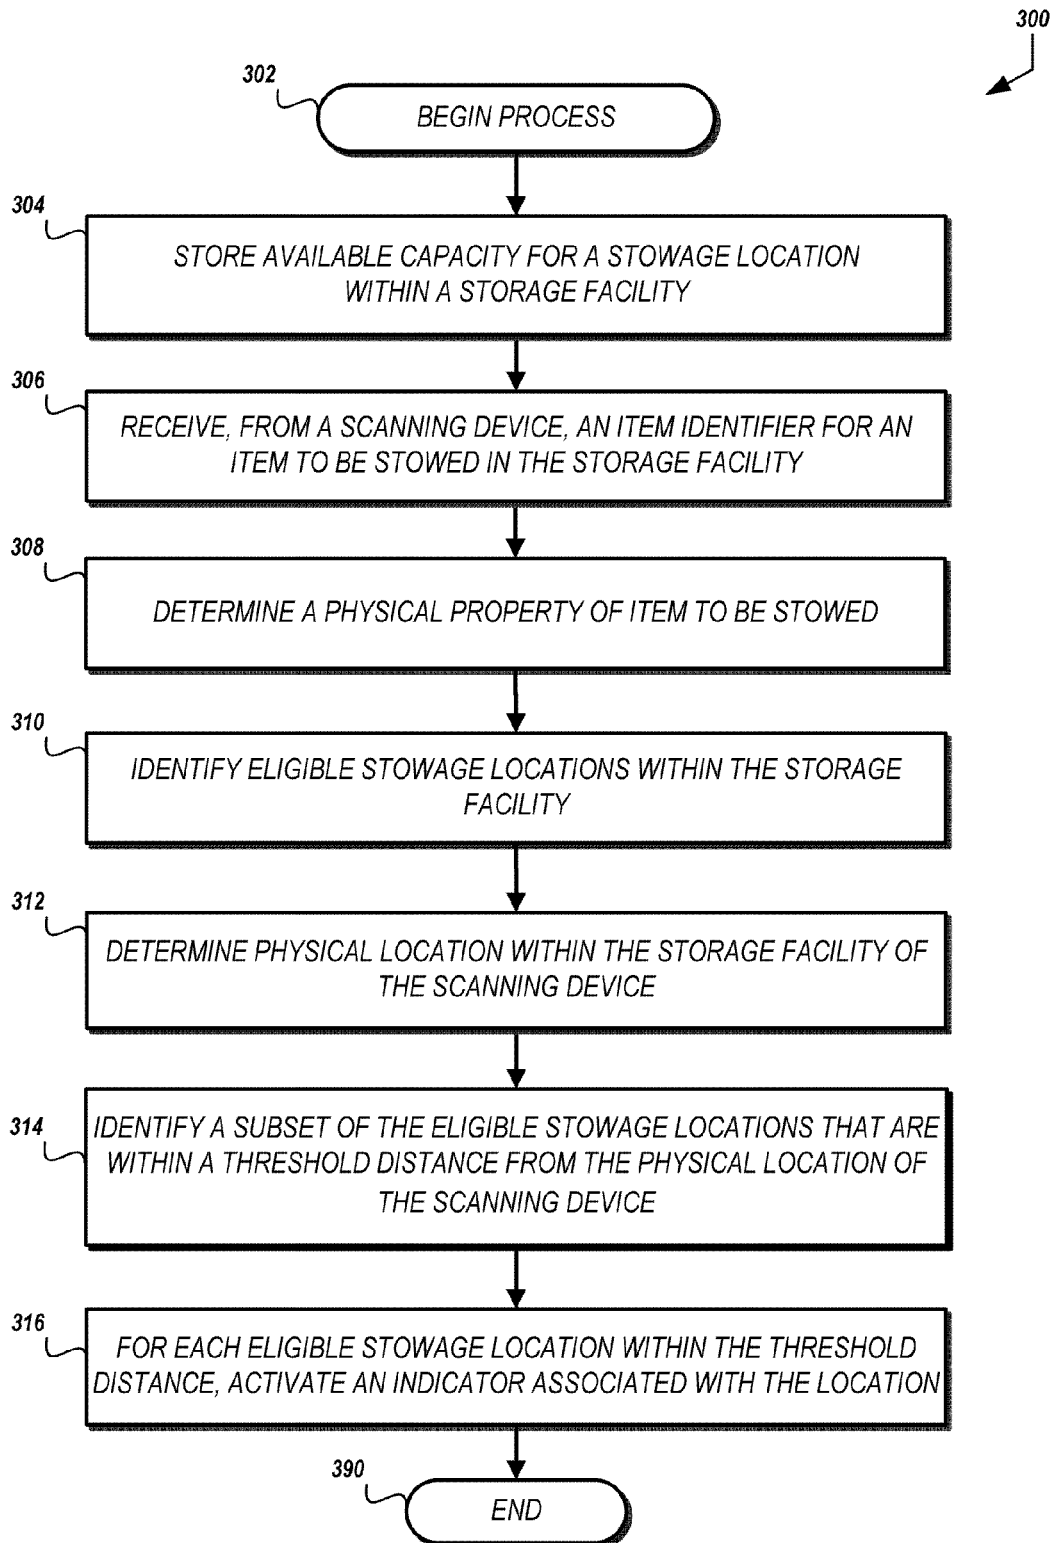 300
302
BEGIN PROCESS
304
STORE AVAILABLE CAPACITY FOR A STOWAGE LOCATION
WITHIN A STORAGE FACILITY
306
RECEIVE, FROM A SCANNING DEVICE, AN ITEM IDENTIFIER FOR AN
ITEM TO BE STOWED IN THE STORAGE FACILITY
308
DETERMINE A PHYSICAL PROPERTY OF ITEM TO BE STOWED
310
IDENTIFY ELIGIBLE STOWAGE LOCATIONS WITHIN THE STORAGE
FACILITY
312
DETERMINE PHYSICAL LOCATION WITHIN THE STORAGE FACILITY OF
THE SCANNING DEVICE
314
IDENTIFY A SUBSET OF THE ELIGIBLE STOWAGE LOCATIONS THAT ARE
WITHIN A THRESHOLD DISTANCE FROM THE PHYSICAL LOCATION OF
THE SCANNING DEVICE
316
FOR EACH ELIGIBLE STOWAGE LOCATION WITHIN THE THRESHOLD
DISTANCE, ACTIVATE AN INDICATOR ASSOCIATED WITH THE LOCATION
390
END